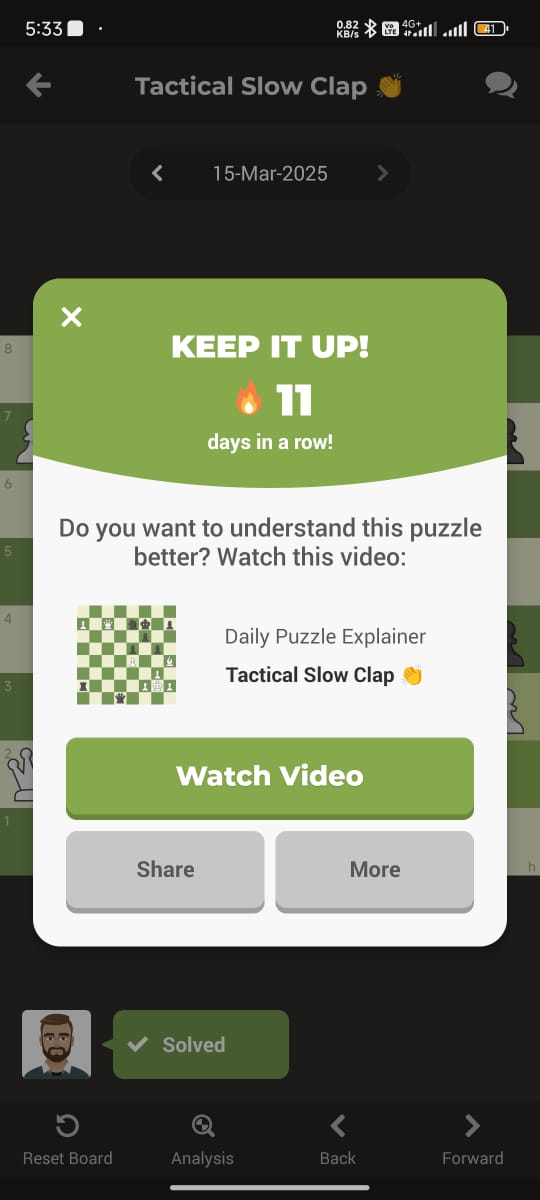 5:33
0.82
KB/s
Vo
LTE
4G+
41
Tactical Slow Clap 👏
15-Mar-2025
KEEP IT UP!
🔥 11
days in a row!
Do you want to understand this puzzle
better? Watch this video:
Daily Puzzle Explainer
Tactical Slow Clap 👏
Watch Video
Share
More
8
7
6
5
4
3
2
1
h
Solved
Reset Board
Analysis
Back
Forward